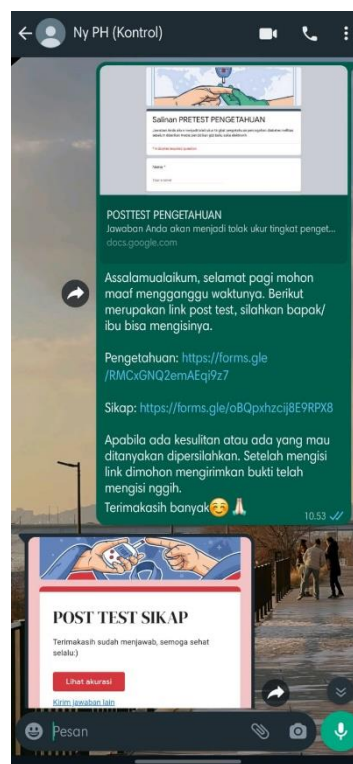 Ny PH (Kontrol)
Salinan PRETEST PENGETAHUAN
POSTTEST PENGETAHUAN
Jawaban Anda akan menjadi tolak ukur tingkat penget...
docs.google.com
Assalamualaikum, selamat pagi mohon
maaf mengganggu waktunya. Berikut
merupakan link post test, silahkan bapak/
ibu bisa mengisinya.
Pengetahuan: https://forms.gle
/RMCxGNQ2emAEqi9z7
Sikap: https://forms.gle/oBQpxhzcij8E9RPX8
Apabila ada kesulitan atau ada yang mau
ditanyakan dipersilahkan. Setelah mengisi
link dimohon mengirimkan bukti telah
mengisi nggih.
Terimakasih banyak☺️🙏🏻
10.53
POST TEST SIKAP
Terimakasih sudah menjawab, semoga sehat
selalu:)
Lihat akurasi
Kirim jawaban lain
Pesan